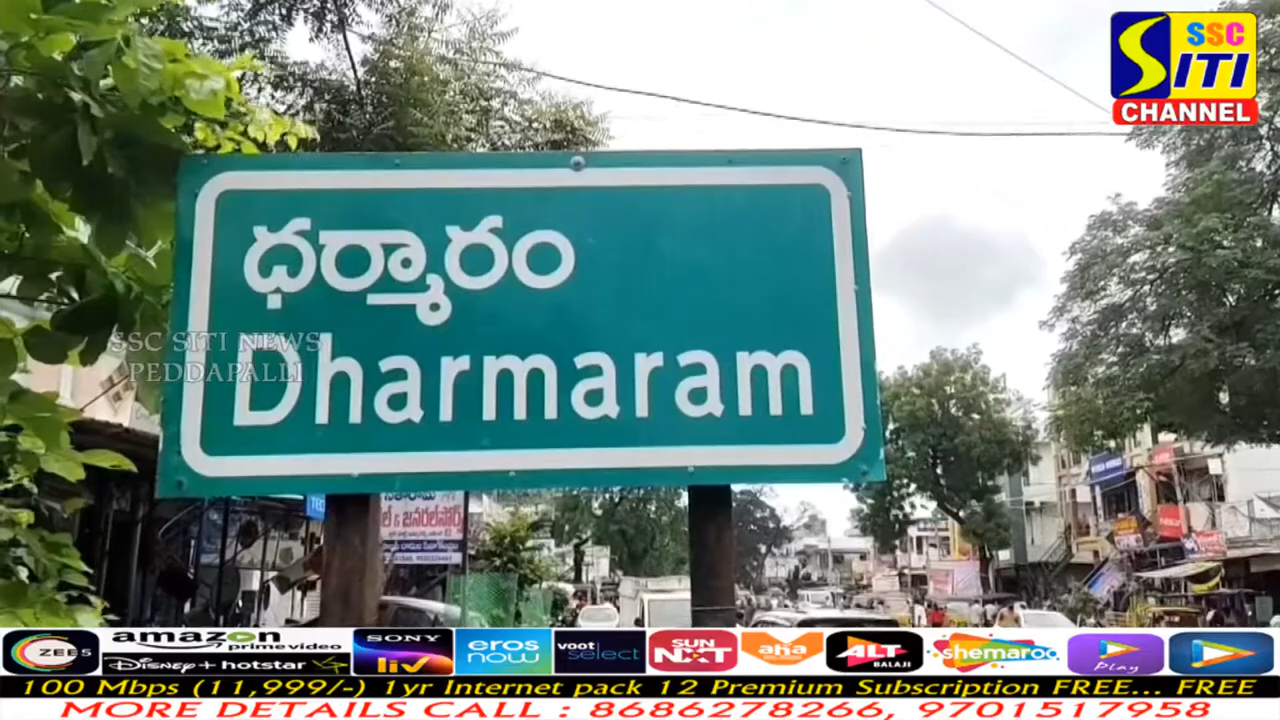 SSC
SITI
CHANNEL
ధర్మారం
SSC SITI NEWS
PEDDAPALLI
Dharmaram
ZEE5
amazon
prime video
Disney+ hotstar
SONY
liv
eros
now
voot
select
SUN
NXT
aha
ALT
BALAJI
shemaroo
Play
100 Mbps (11,999/-) 1yr Internet pack 12 Premium Subscription FREE... FREE
MORE DETAILS CALL : 8686278266, 9701517958